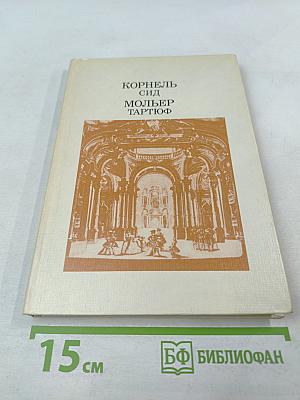 КОРНЕЛЬ
СИД
МОЛЬЕР
ТАРТЮФ
15 см
БФ БИБЛИОФАН